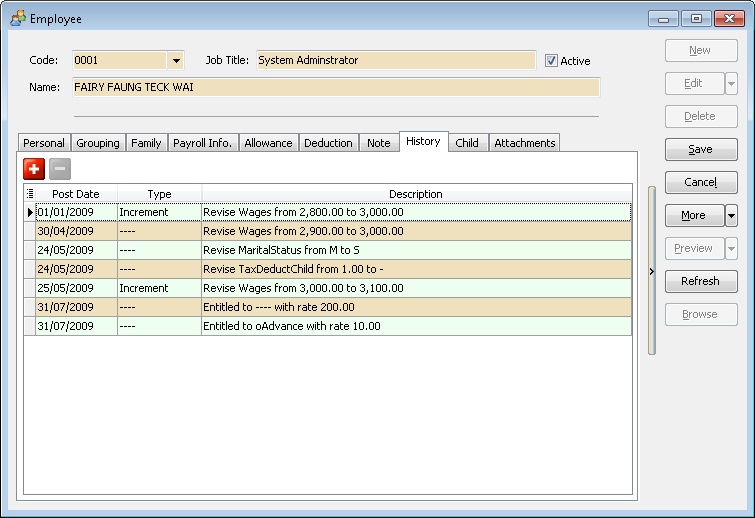 Employee
Code: 0001 Job Title: System Adminstrator Active
Name: FAIRY FAUNG TECK WAI
Personal Grouping Family Payroll Info. Allowance Deduction Note History Child Attachments
Post Date Type Description
01/01/2009 Increment Revise Wages from 2,800.00 to 3,000.00
30/04/2009 ---- Revise Wages from 2,900.00 to 3,000.00
24/05/2009 ---- Revise MaritalStatus from M to S
24/05/2009 ---- Revise TaxDeductChild from 1.00 to -
25/05/2009 Increment Revise Wages from 3,000.00 to 3,100.00
31/07/2009 ---- Entitled to ---- with rate 200.00
31/07/2009 ---- Entitled to oAdvance with rate 10.00
New
Edit
Delete
Save
Cancel
More
Preview
Refresh
Browse